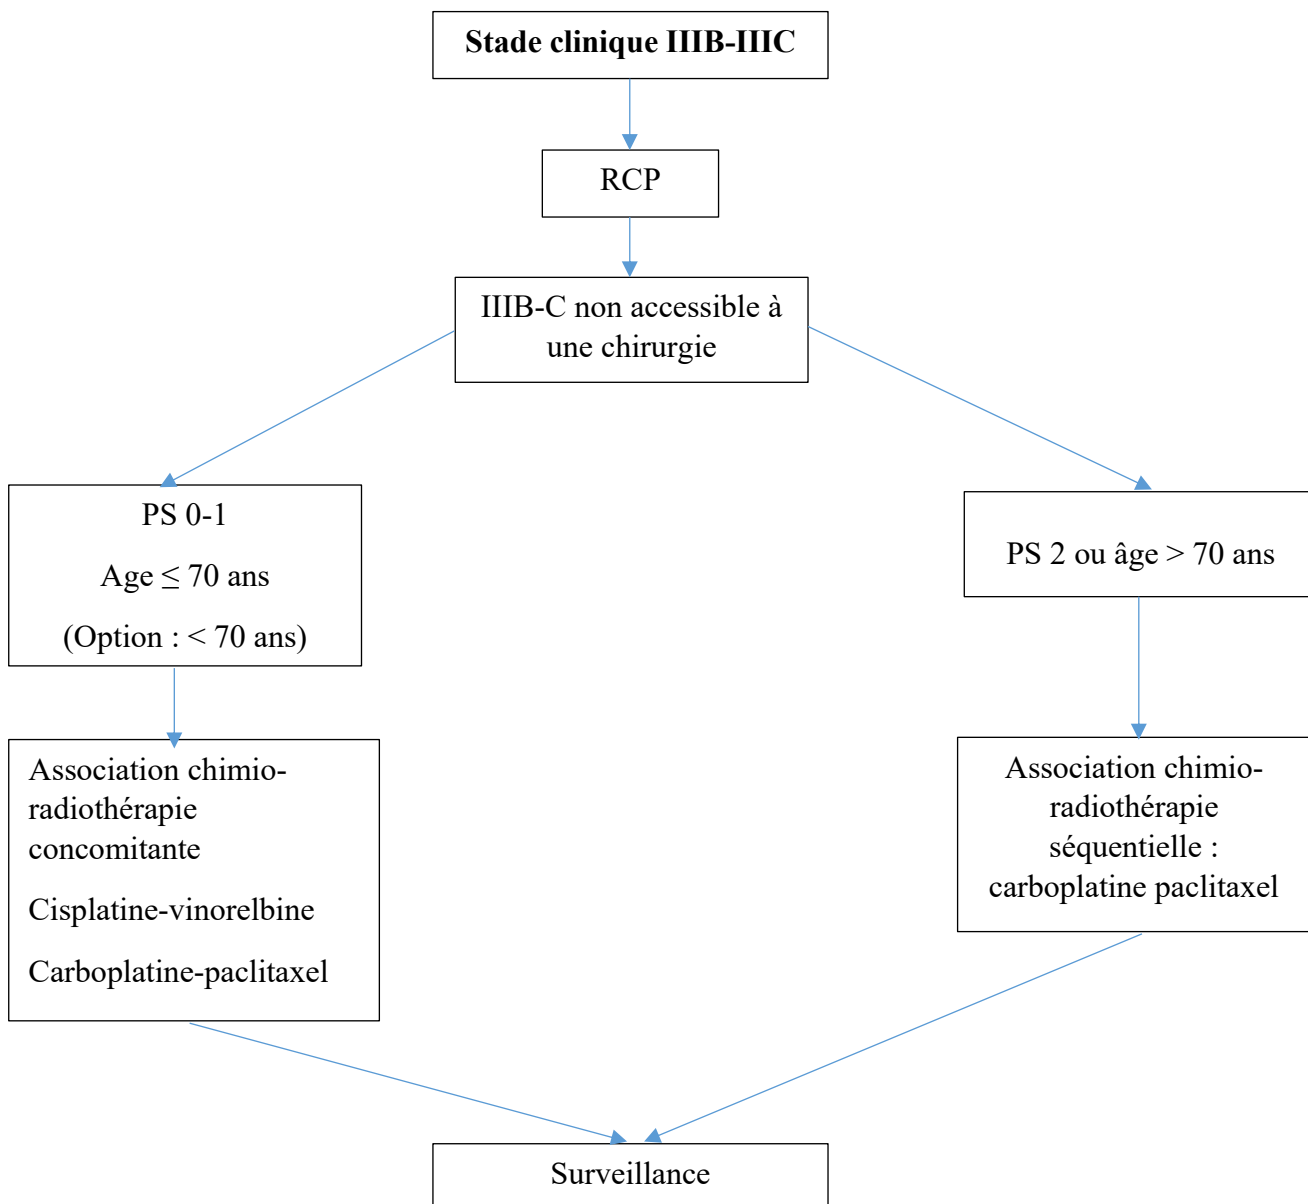 Stade clinique IIIB-IIIC
RCP
IIIB-C non accessible à
une chirurgie
PS 0-1
Age ≤ 70 ans
(Option : < 70 ans)
PS 2 ou âge > 70 ans
Association chimio-
radiothérapie
concomitante
Cisplatine-vinorelbine
Carboplatine-paclitaxel
Association chimio-
radiothérapie
séquentielle :
carboplatine paclitaxel
Surveillance